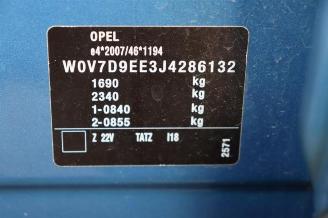 OPEL
e4*2007/46*1194
W0V7D9EE3J4286132
1690 kg
2340 kg
1-0840 kg
2-0855 kg
Z 22V TATZ I18
2571